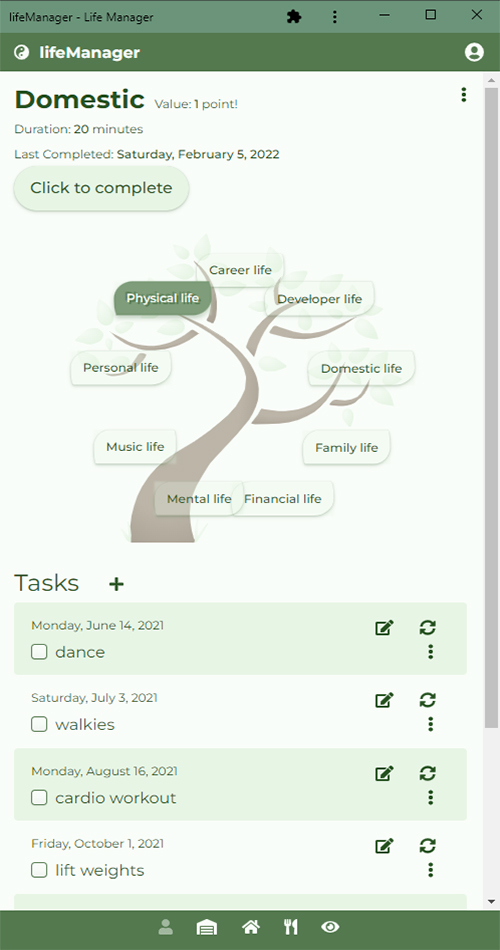 lifeManager - Life Manager
lifeManager
Domestic Value: 1 point!
Duration: 20 minutes
Last Completed: Saturday, February 5, 2022
Click to complete
Career life
Physical life
Developer life
Personal life
Domestic life
Music life
Family life
Mental life
Financial life
Tasks +
Monday, June 14, 2021
dance
Saturday, July 3, 2021
walkies
Monday, August 16, 2021
cardio workout
Friday, October 1, 2021
lift weights